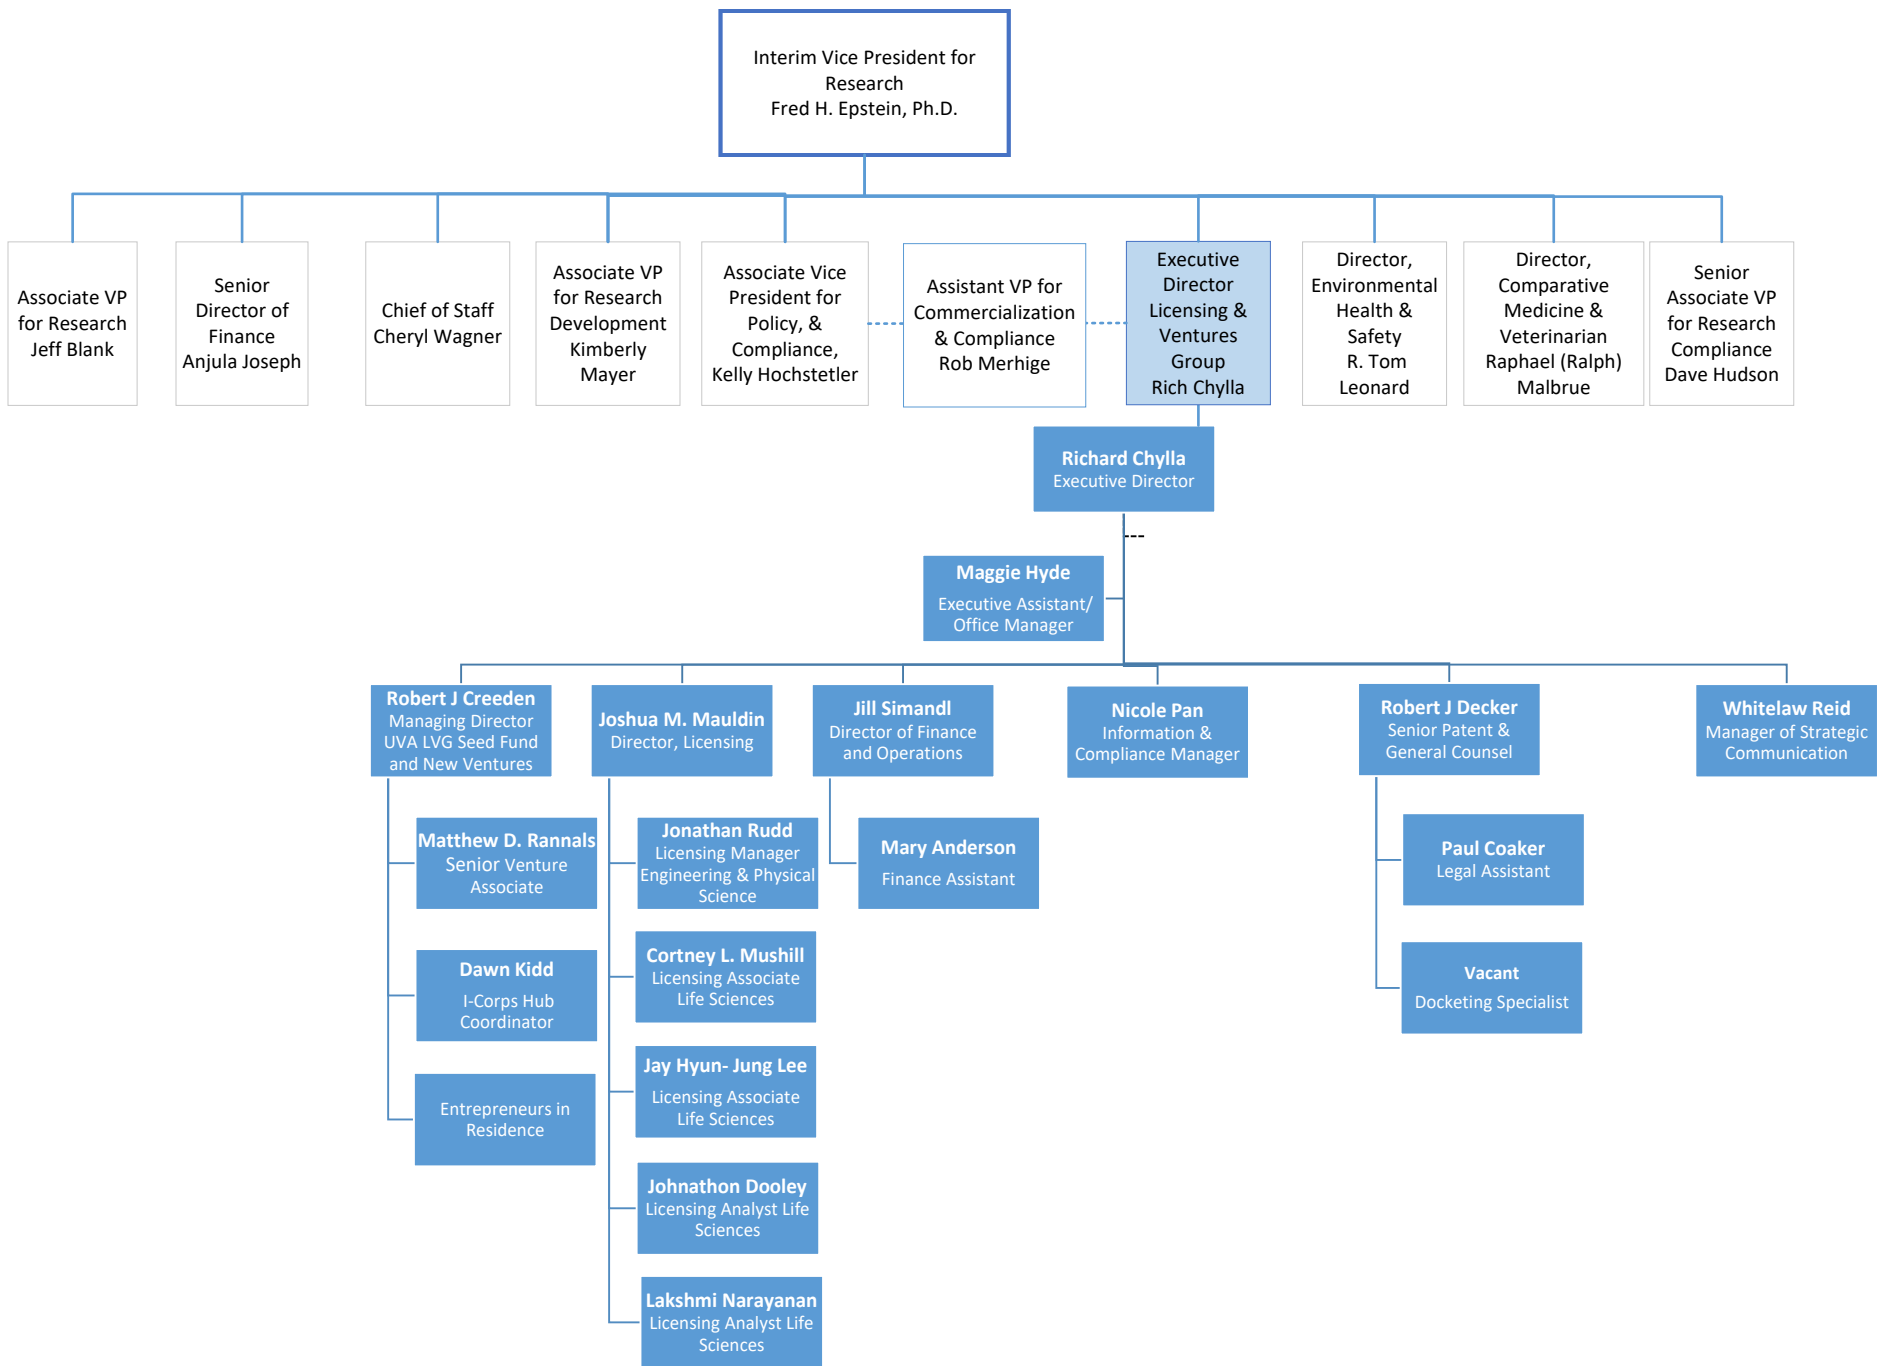 Interim Vice President for
Research
Fred H. Epstein, Ph.D.
Associate VP
for Research
Jeff Blank
Senior
Director of
Finance
Anjula Joseph
Chief of Staff
Cheryl Wagner
Associate VP
for Research
Development
Kimberly
Mayer
Associate Vice
President for
Policy, &
Compliance,
Kelly Hochstetler
Assistant VP for
Commercialization
& Compliance
Rob Merhige
Executive
Director
Licensing &
Ventures
Group
Rich Chylla
Director,
Environmental
Health &
Safety
R. Tom
Leonard
Director,
Comparative
Medicine &
Veterinarian
Raphael (Ralph)
Malbrue
Senior
Associate VP
for Research
Compliance
Dave Hudson
Richard Chylla
Executive Director
Maggie Hyde
Executive Assistant/
Office Manager
Robert J Creeden
Managing Director
UVA LVG Seed Fund
and New Ventures
Joshua M. Mauldin
Director, Licensing
Jill Simandl
Director of Finance
and Operations
Nicole Pan
Information &
Compliance Manager
Robert J Decker
Senior Patent &
General Counsel
Whitelaw Reid
Manager of Strategic
Communication
Matthew D. Rannals
Senior Venture
Associate
Jonathan Rudd
Licensing Manager
Engineering & Physical
Science
Mary Anderson
Finance Assistant
Paul Coaker
Legal Assistant
Dawn Kidd
I-Corps Hub
Coordinator
Cortney L. Mushill
Licensing Associate
Life Sciences
Vacant
Docketing Specialist
Entrepreneurs in
Residence
Jay Hyun- Jung Lee
Licensing Associate
Life Sciences
Johnathon Dooley
Licensing Analyst Life
Sciences
Lakshmi Narayanan
Licensing Analyst Life
Sciences